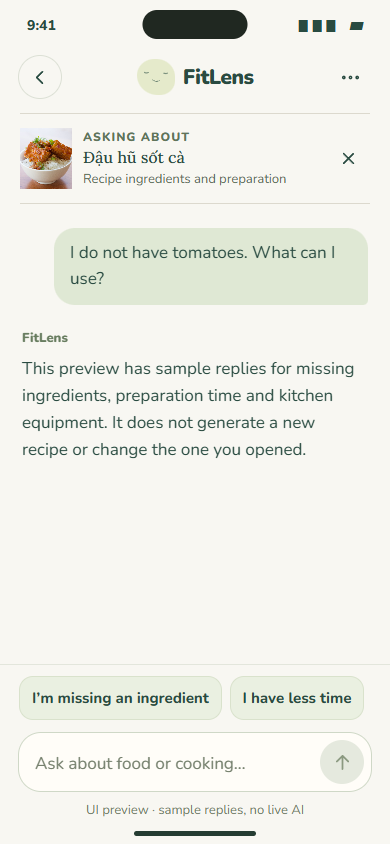 9:41
FitLens
ASKING ABOUT
Đậu hũ sốt cà
Recipe ingredients and preparation
I do not have tomatoes. What can I
use?
FitLens
This preview has sample replies for missing
ingredients, preparation time and kitchen
equipment. It does not generate a new
recipe or change the one you opened.
I'm missing an ingredient
I have less time
Ask about food or cooking...
UI preview · sample replies, no live AI